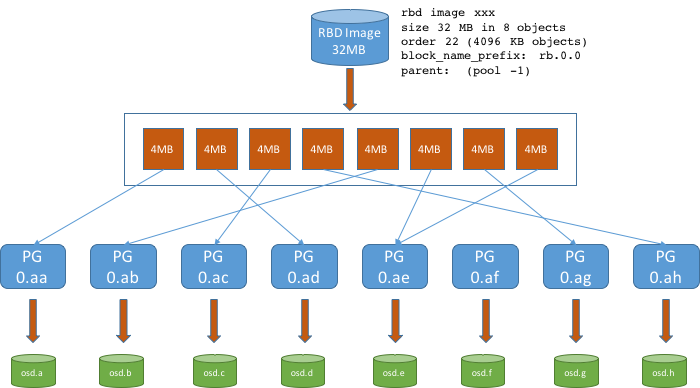 RBD Image
32MB
rbd image xxx
size 32 MB in 8 objects
order 22 (4096 KB objects)
block_name_prefix: rb.0.0
parent: (pool -1)
4MB 4MB 4MB 4MB 4MB 4MB 4MB 4MB
PG PG PG PG PG PG PG PG
0.aa 0.ab 0.ac 0.ad 0.ae 0.af 0.ag 0.ah
osd.a osd.b osd.c osd.d osd.e osd.f osd.g osd.h